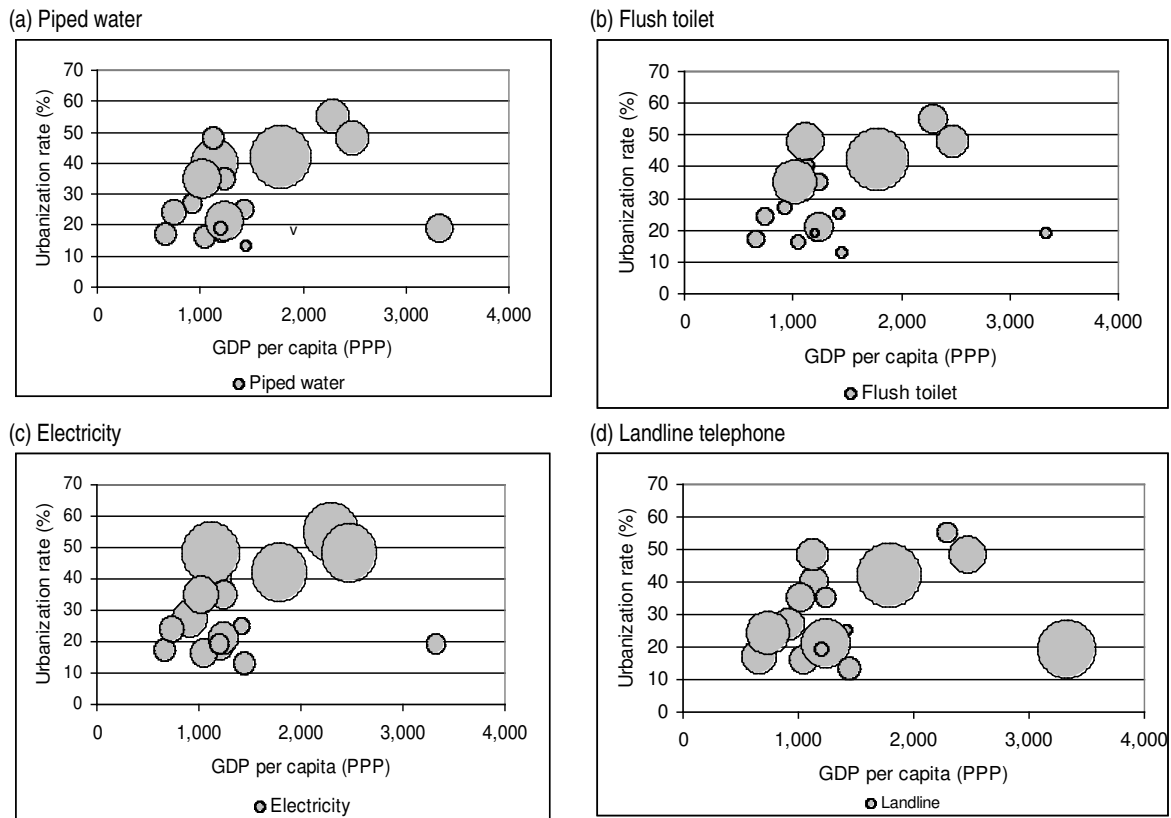 (a) Piped water
70
60
50
40
30
20
10
0
Urbanization rate (%)
v
0 1,000 2,000 3,000 4,000
GDP per capita (PPP)
Piped water
(b) Flush toilet
70
60
50
40
30
20
10
0
Urbanization rate (%)
0 1,000 2,000 3,000 4,000
GDP per capita (PPP)
Flush toilet
(c) Electricity
70
60
50
40
30
20
10
0
Urbanization rate (%)
0 1,000 2,000 3,000 4,000
GDP per capita (PPP)
Electricity
(d) Landline telephone
70
60
50
40
30
20
10
0
Urbanization rate (%)
0 1,000 2,000 3,000 4,000
GDP per capita (PPP)
Landline